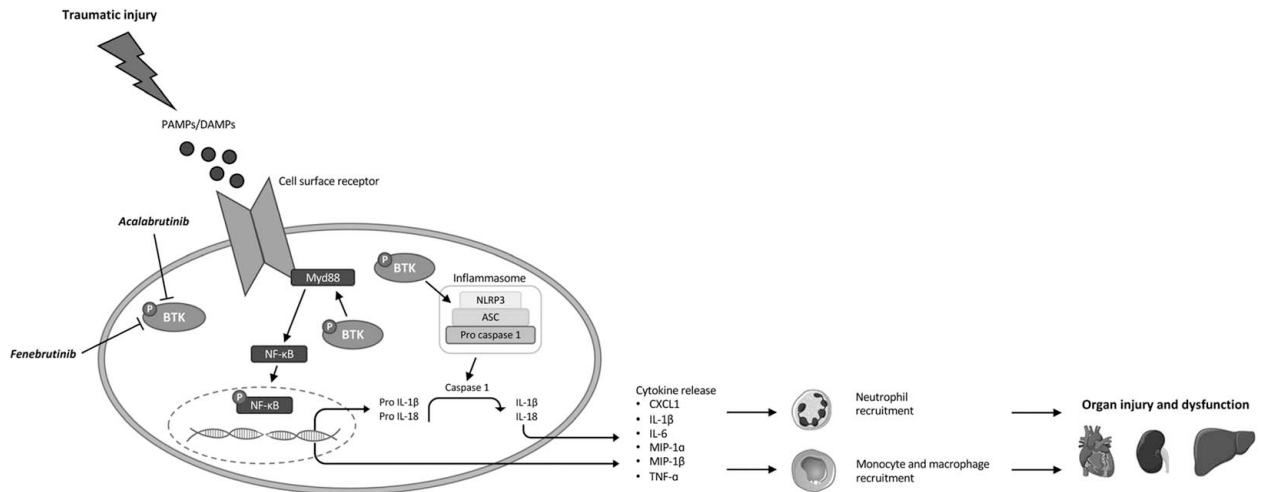 Traumatic injury
PAMPs/DAMPs
Cell surface receptor
Acalabrutinib
P
BTK
Fenebrutinib
Myd88
P
BTK
P
BTK
Inflammasome
NLRP3
ASC
Pro caspase 1
NF-κB
P
NF-κB
Caspase 1
Pro IL-1β
Pro IL-18
IL-1β
IL-18
Cytokine release
• CXCL1
• IL-1β
• IL-6
• MIP-1α
• MIP-1β
• TNF-α
Neutrophil
recruitment
Monocyte and macrophage
recruitment
Organ injury and dysfunction